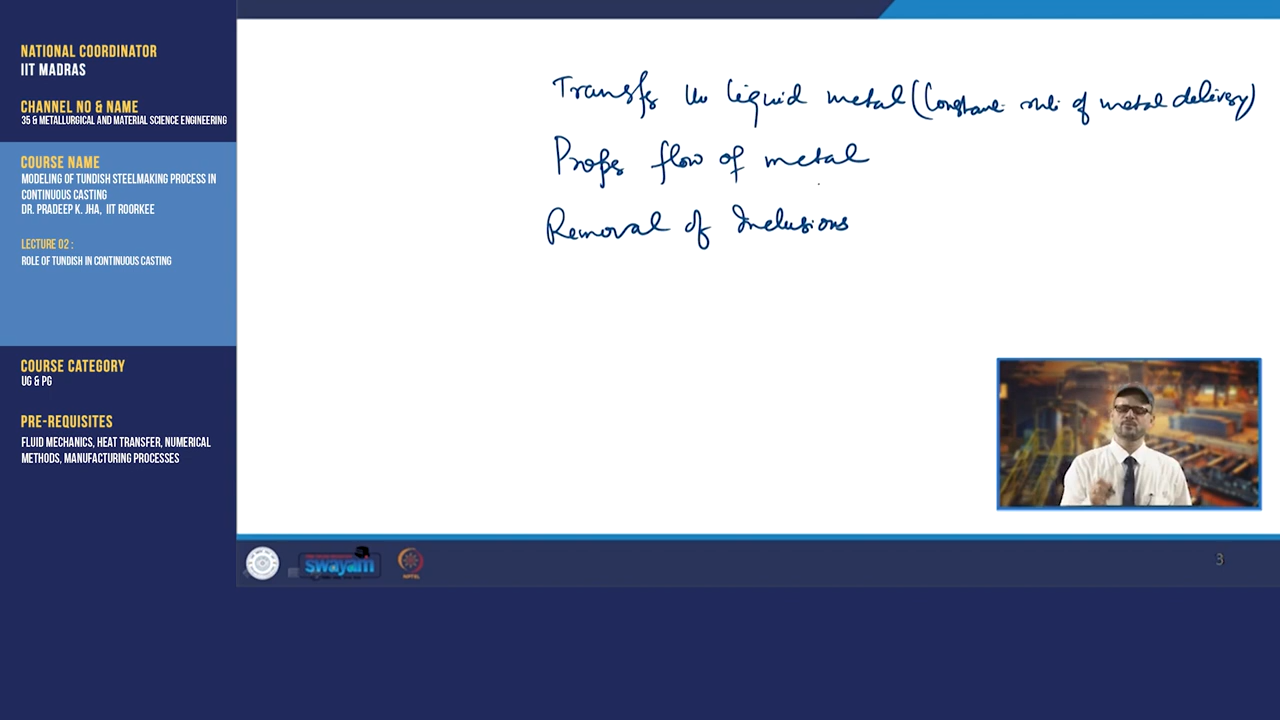 NATIONAL COORDINATOR
IIT MADRAS
CHANNEL NO & NAME
35 & METALLURGICAL AND MATERIAL SCIENCE ENGINEERING
COURSE NAME
MODELING OF TUNDISH STEELMAKING PROCESS IN
CONTINUOUS CASTING
DR. PRADEEP K. JHA, IIT ROORKEE
LECTURE 02 :
ROLE OF TUNDISH IN CONTINUOUS CASTING
COURSE CATEGORY
UG & PG
PRE-REQUISITES
FLUID MECHANICS, HEAT TRANSFER, NUMERICAL
METHODS, MANUFACTURING PROCESSES
Transfer the liquid metal (Constant rate of metal delivery)
Proper flow of metal
Removal of Inclusions
swayam
3